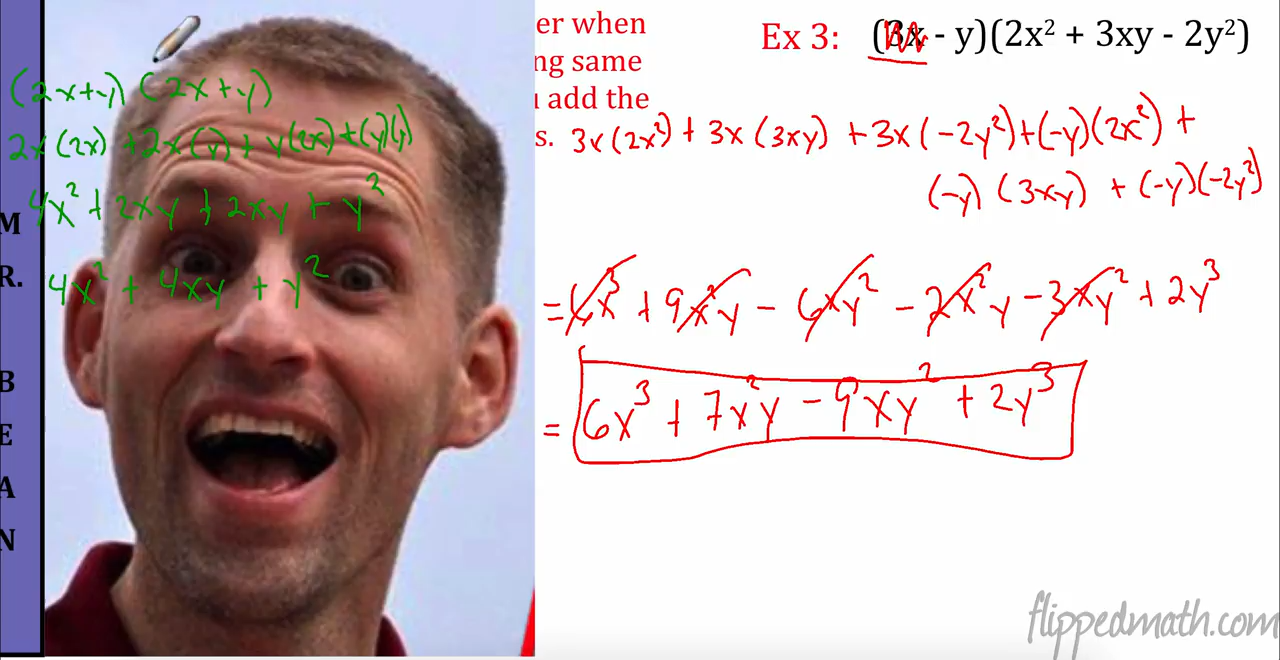 er when
ng same
add the
s.
Ex 3: (3x - y)(2x² + 3xy - 2y²)
(2x+y) (2x+y)
2x(2x) + 2x(y) + y(2x) + (y)(y)
4x² + 2xy + 2xy + y²
4x² + 4xy + y²
3x(2x²) + 3x(3xy) + 3x(-2y²) + (-y)(2x²) +
(-y)(3xy) + (-y)(-2y²)
= 6x³ + 9x²y - 6xy² - 2x²y - 3xy² + 2y³
= 6x³ + 7x²y - 9xy² + 2y³
M
R.
B
E
A
N
flippedmath.com